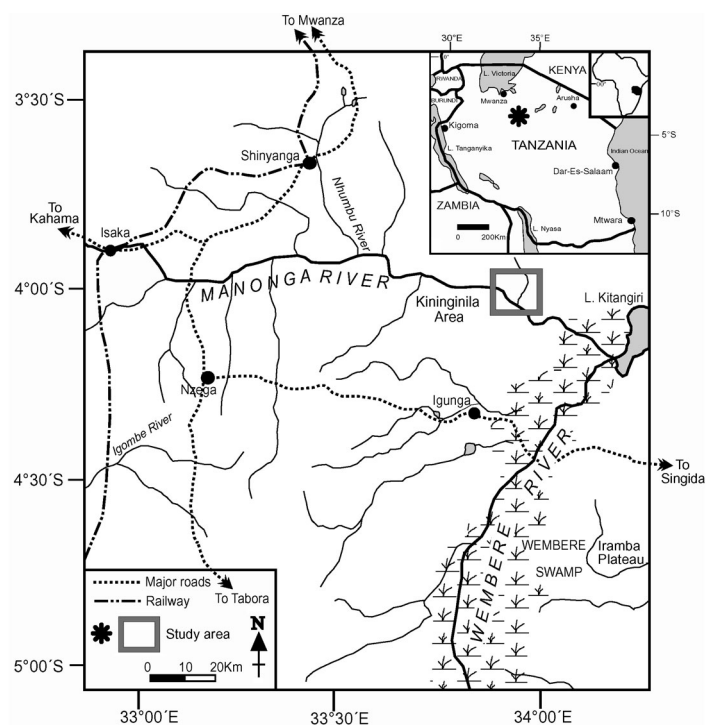 To Mwanza
30°E
35°E
0°
L. Victoria
KENYA
00°
RWANDA
Mwanza
Arusha
BURUNDI
Kigoma
5°S
L. Tanganyika
TANZANIA
Indian Ocean
Dar-Es-Salaam
ZAMBIA
Mtwara
10°S
0
200Km
L. Nyasa
3°30'S
Shinyanga
Nhumbu River
To
Kahama
Isaka
4°00'S
MANONGA RIVER
Kininginila
Area
L. Kitangiri
Nzega
Igunga
Igombe River
4°30'S
To
Singida
WEMBERE RIVER
WEMBERE
SWAMP
Iramba
Plateau
Major roads
Railway
To Tabora
Study area
N
0 10 20Km
5°00'S
33°00'E
33°30'E
34°00'E